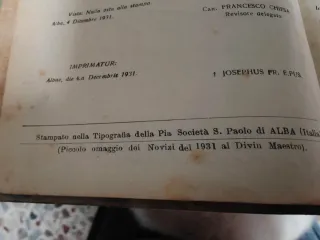 Visto: Nulla osta alla stampa.
Alba, 4 Dicembre 1931.
Can. FRANCESCO CHIESA
Revisore delegato
IMPRIMATUR:
Albae, die 4.a Decembris 1931.
† JOSEPHUS FR. E.PUS.
Stampato nella Tipografia della Pia Società S. Paolo di ALBA (Italia
(Piccolo omaggio dei Novizi del 1931 al Divin Maestro).